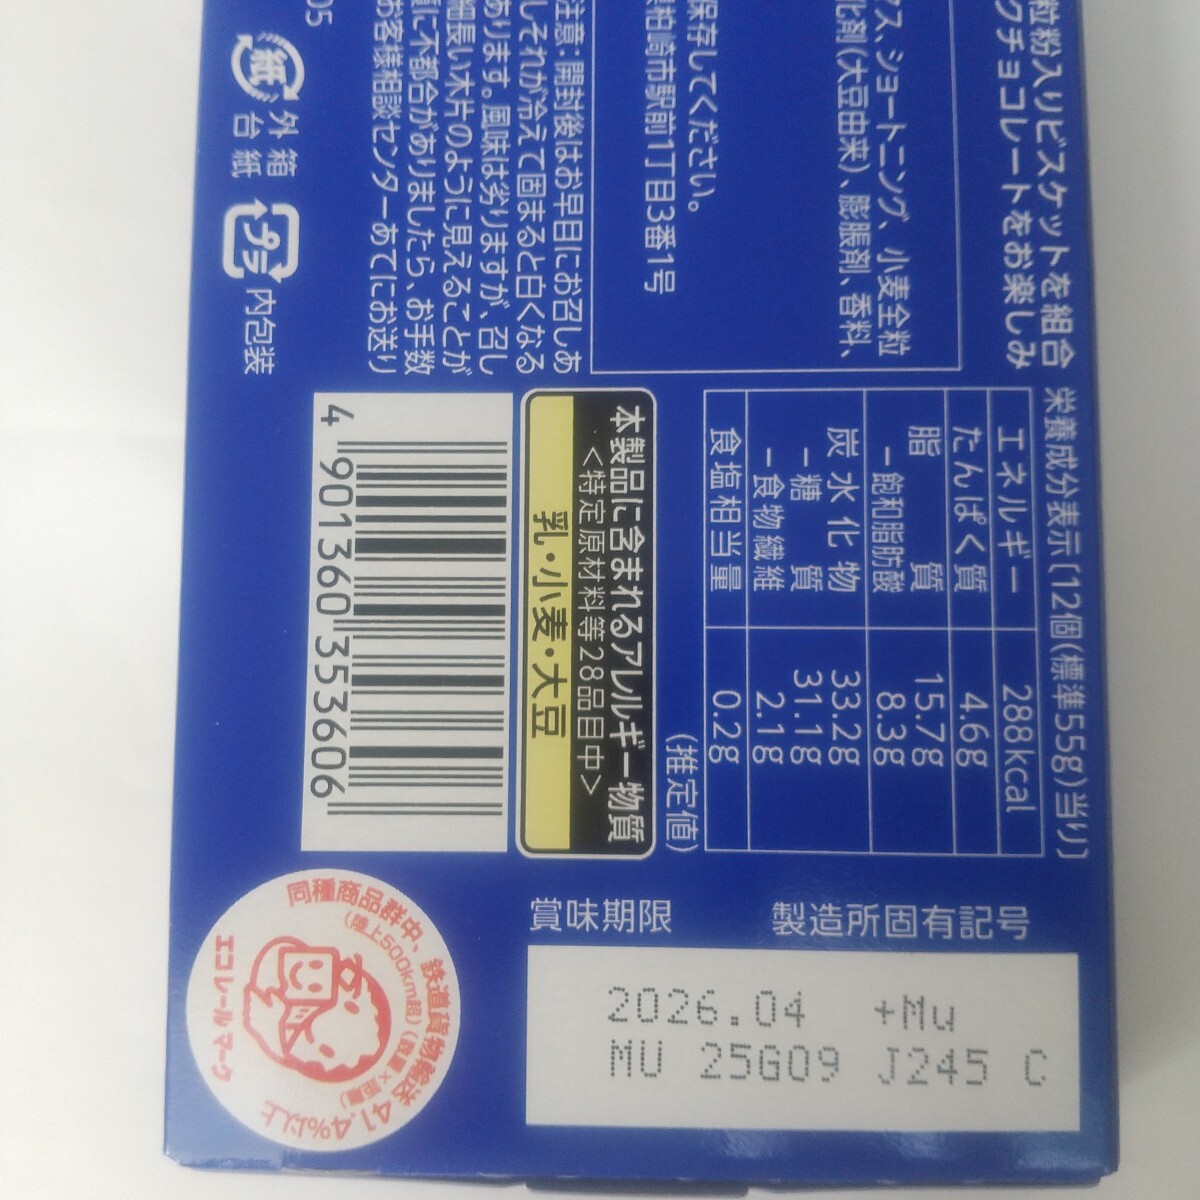 粒粉入りビスケットを組合
クチョコレートをお楽しみ
ス、ショートニング、小麦全粒
化剤(大豆由来)、膨脹剤、香料、
保存してください。
県柏崎市駅前1丁目3番1号
注意:開封後はお早目にお召しあ
しそれが冷えて固まると白くなる
あります。風味は劣りますが、召し
細長い木片のように見えることが
質に不都合がありましたら、お手数
お客様相談センターあてにお送り
05
紙
外箱
台紙
プラ
内包装
栄養成分表示〔12個(標準55g)当り〕
エネルギー 288kcal
たんぱく質 4.6g
脂質 15.7g
-飽和脂肪酸 8.3g
炭水化物 33.2g
-糖質 31.1g
-食物繊維 2.1g
食塩相当量 0.2g
(推定値)
本製品に含まれるアレルギー物質
<特定原材料等28品目中>
乳・小麦・大豆
4 901360 353606
賞味期限
製造所固有記号
2026.04 +Mu
MU 25G09 J245 C
同種商品群中、鉄道貨物輸送 41.4%以上
(陸上500km超)(数量×距離)
エコレールマーク